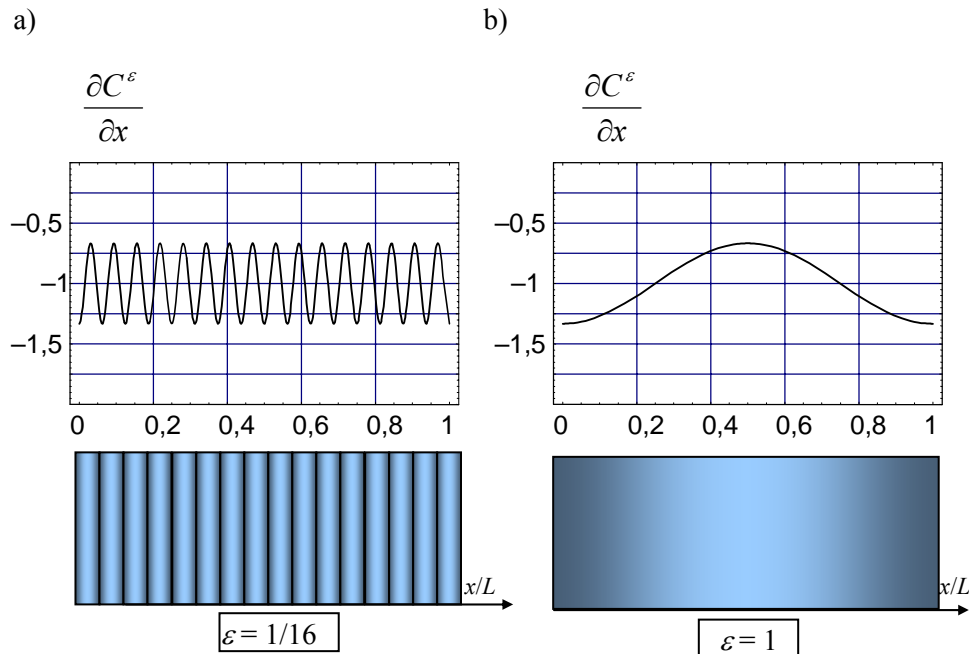 a)
∂C^ε
∂x
–0,5
–1
–1,5
0 0,2 0,4 0,6 0,8 1
x/L
ε = 1/16
b)
∂C^ε
∂x
–0,5
–1
–1,5
0 0,2 0,4 0,6 0,8 1
x/L
ε = 1